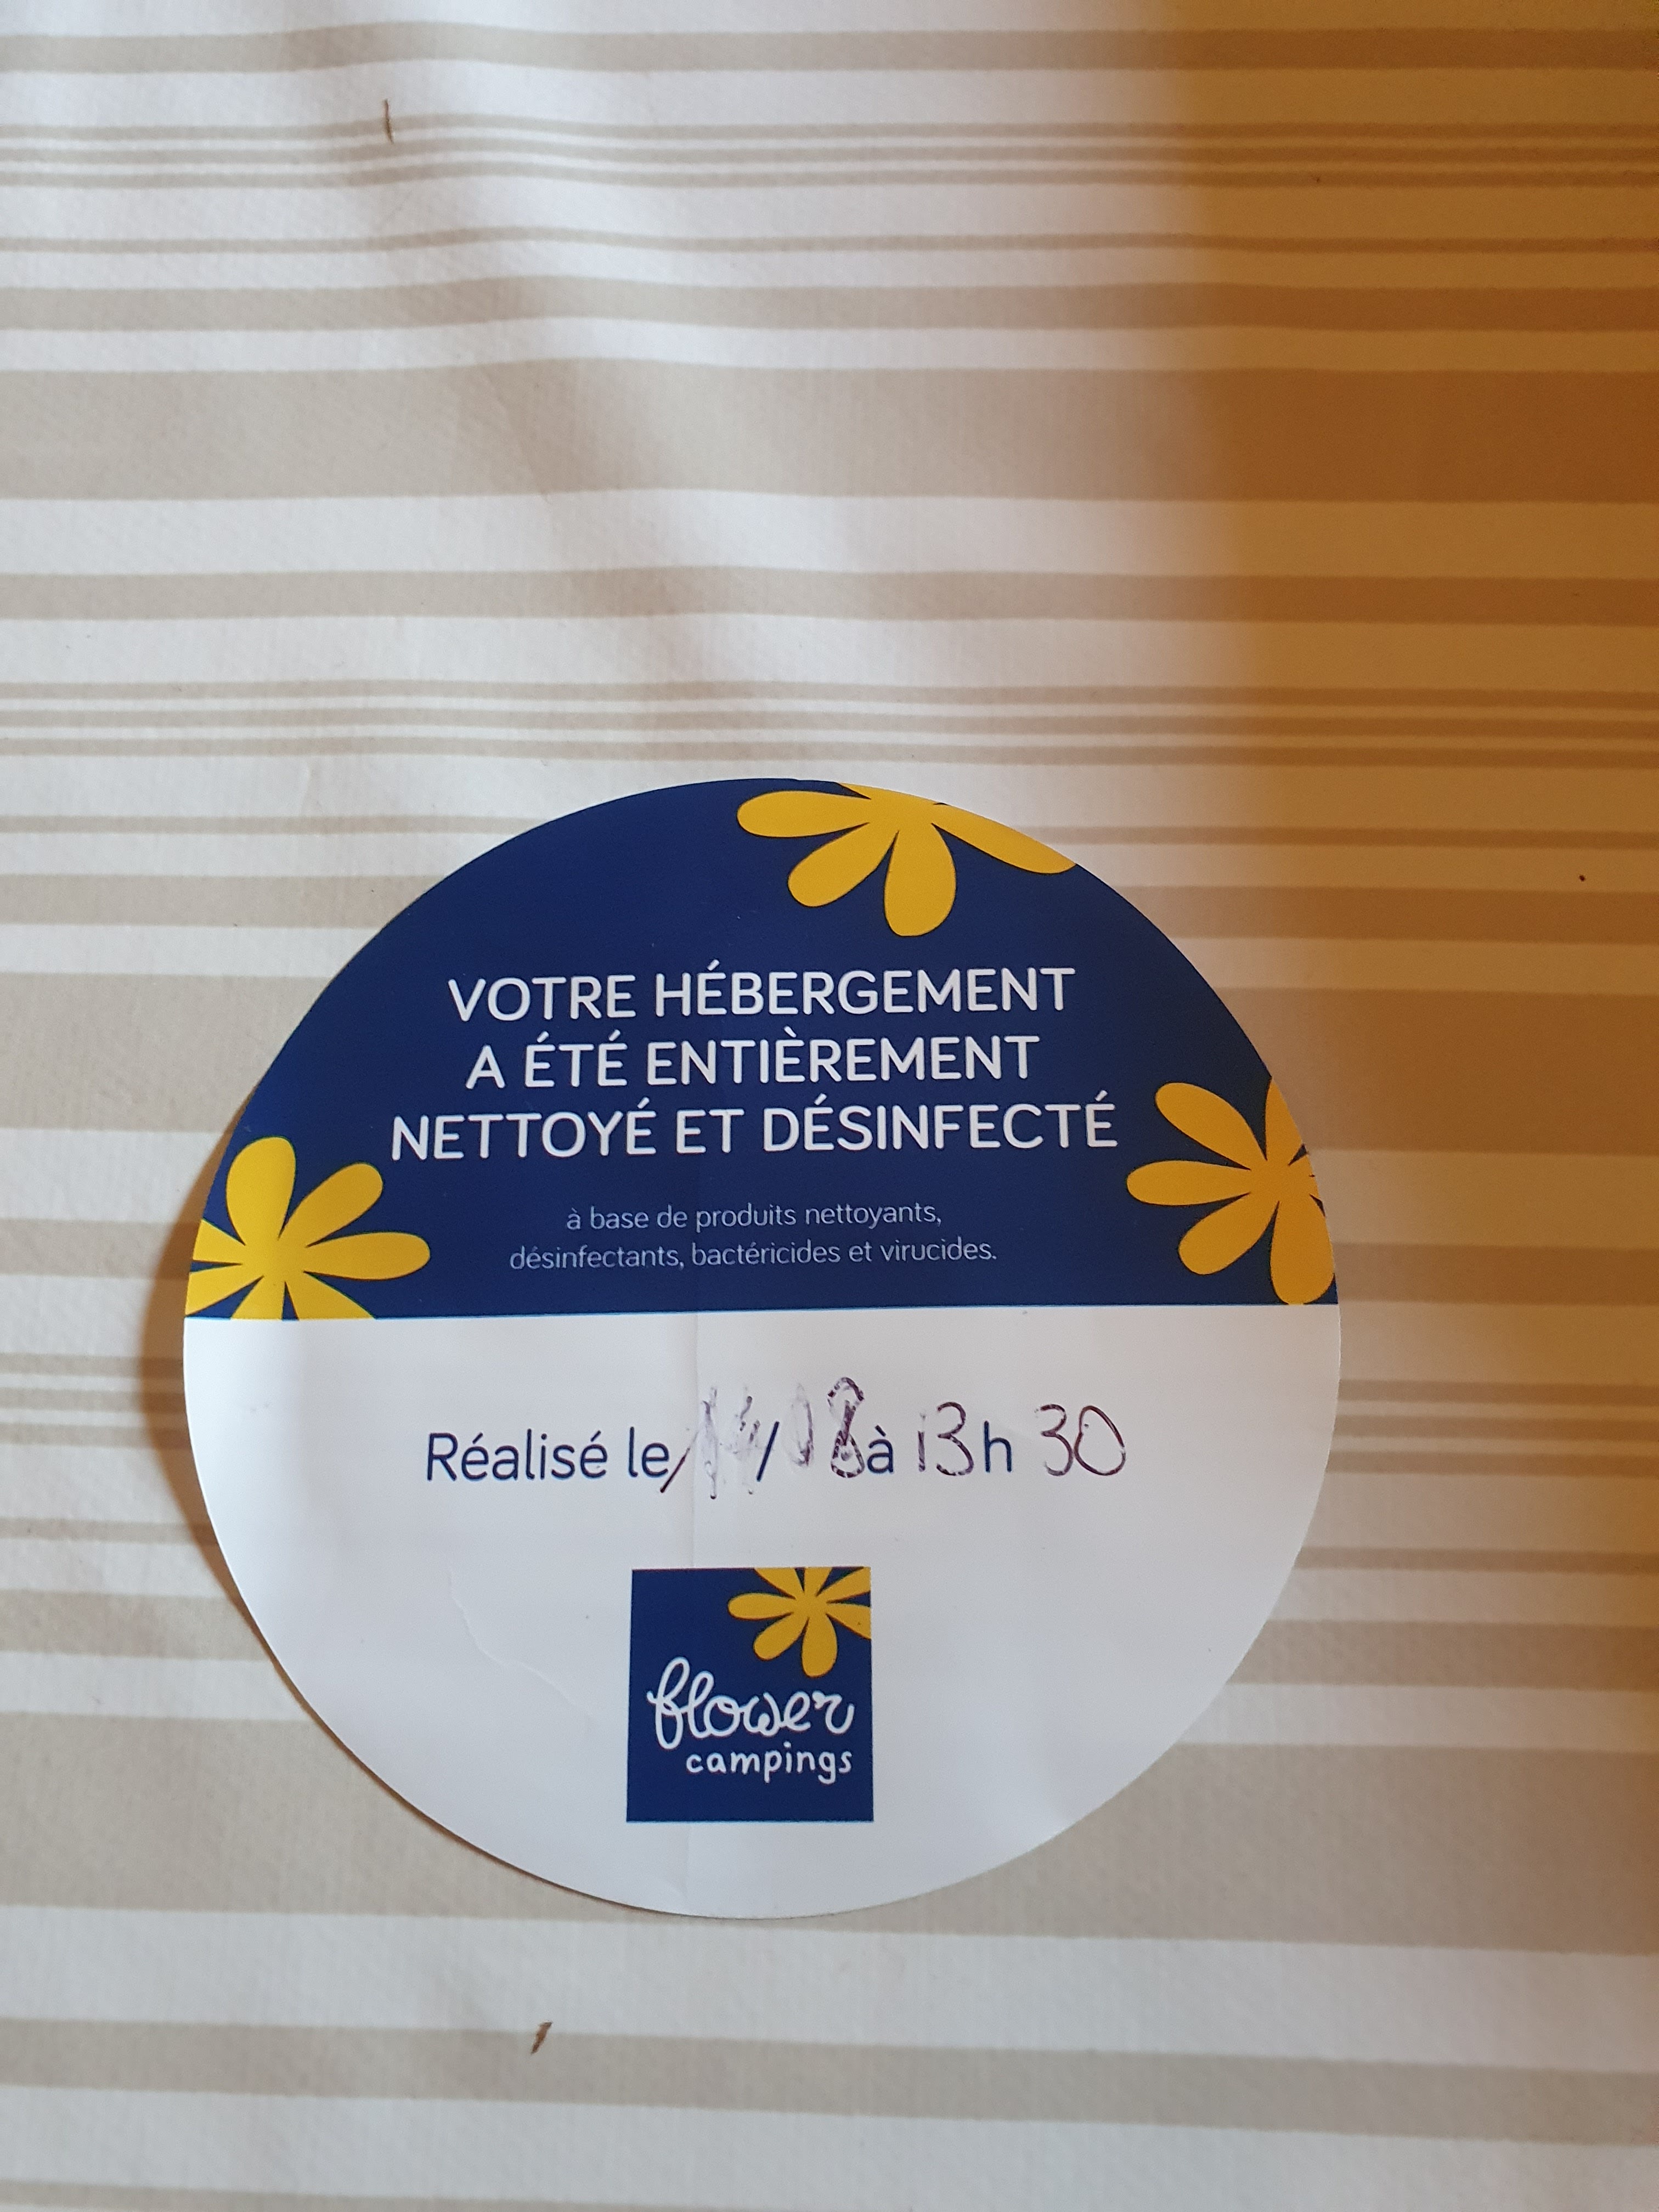 VOTRE HÉBERGEMENT
A ÉTÉ ENTIÈREMENT
NETTOYÉ ET DÉSINFECTÉ
à base de produits nettoyants,
désinfectants, bactéricides et virucides.
Réalisé le / à 13h 30
flower
campings